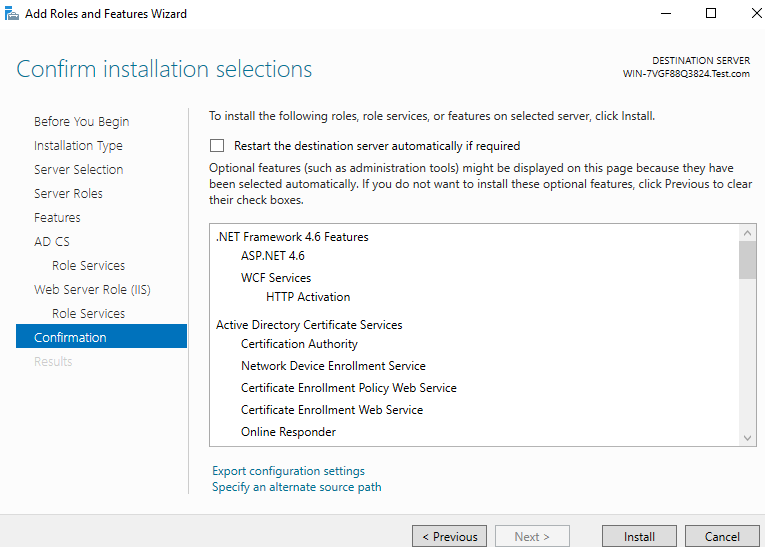 Add Roles and Features Wizard
Confirm installation selections
DESTINATION SERVER
WIN-7VGF88Q3824.Test.com
Before You Begin
Installation Type
Server Selection
Server Roles
Features
AD CS
Role Services
Web Server Role (IIS)
Role Services
Confirmation
Results
To install the following roles, role services, or features on selected server, click Install.
Restart the destination server automatically if required
Optional features (such as administration tools) might be displayed on this page because they have
been selected automatically. If you do not want to install these optional features, click Previous to clear
their check boxes.
.NET Framework 4.6 Features
ASP.NET 4.6
WCF Services
HTTP Activation
Active Directory Certificate Services
Certification Authority
Network Device Enrollment Service
Certificate Enrollment Policy Web Service
Certificate Enrollment Web Service
Online Responder
Export configuration settings
Specify an alternate source path
< Previous
Next >
Install
Cancel